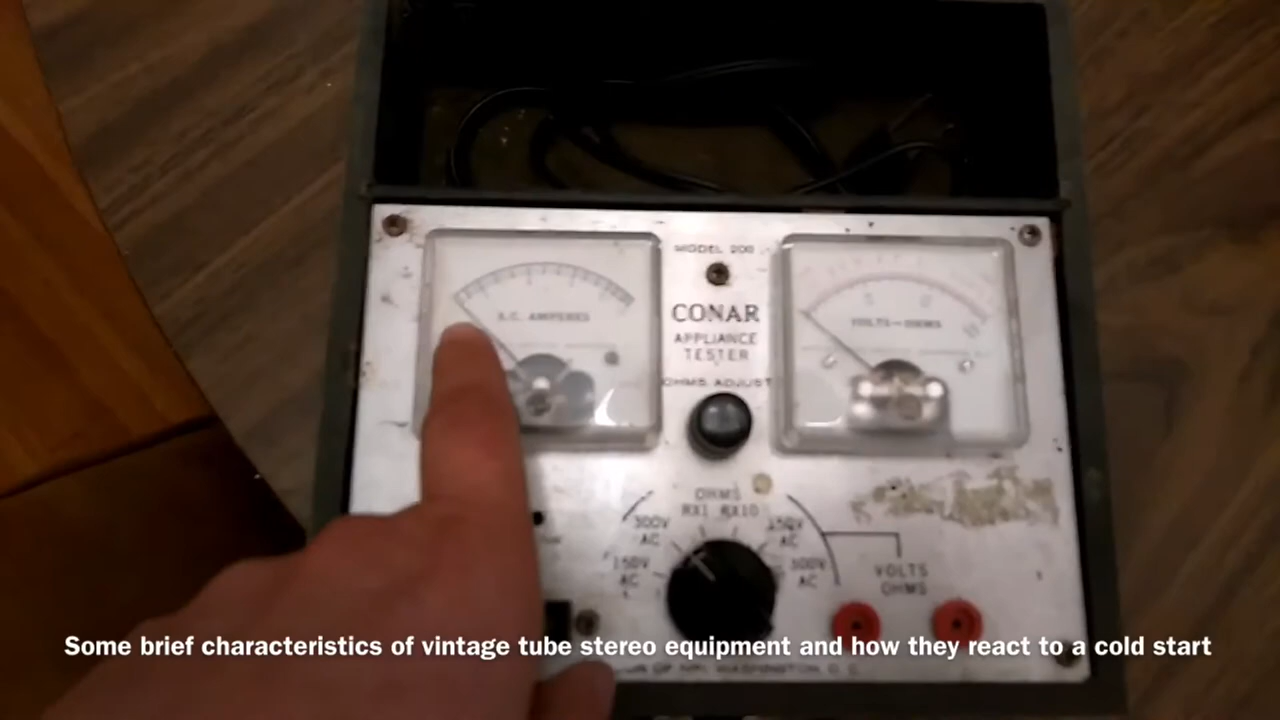 MODEL 200
CONAR
APPLIANCE
TESTER
A.C. AMPERES
VOLTS-OHMS
OHMS ADJUST
OHMS
RX1 RX10
300V
AC
150V
AC
150V
AC
300V
AC
VOLTS
OHMS
Some brief characteristics of vintage tube stereo equipment and how they react to a cold start
WASHINGTON, D.C.